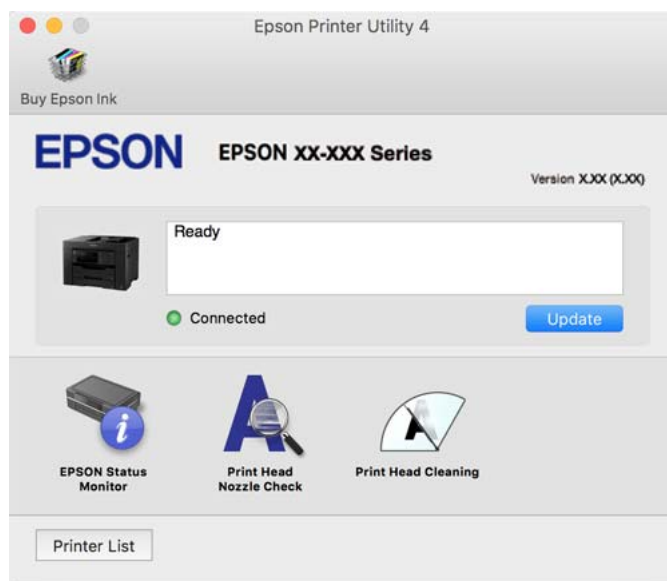 Epson Printer Utility 4
Buy Epson Ink
EPSON
EPSON XX-XXX Series
Version X.XX (X.XX)
Ready
Connected
Update
EPSON Status
Monitor
Print Head
Nozzle Check
Print Head Cleaning
Printer List